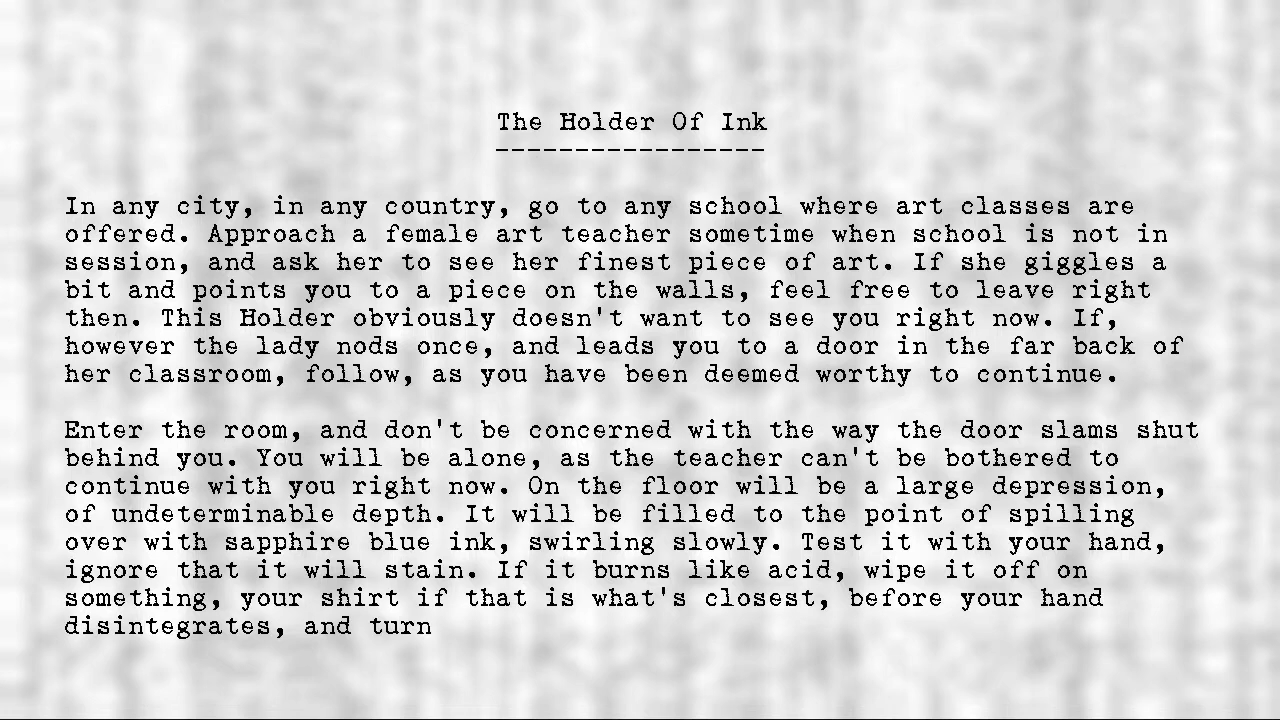 The Holder Of Ink
-----------------
In any city, in any country, go to any school where art classes are
offered. Approach a female art teacher sometime when school is not in
session, and ask her to see her finest piece of art. If she giggles a
bit and points you to a piece on the walls, feel free to leave right
then. This Holder obviously doesn't want to see you right now. If,
however the lady nods once, and leads you to a door in the far back of
her classroom, follow, as you have been deemed worthy to continue.
Enter the room, and don't be concerned with the way the door slams shut
behind you. You will be alone, as the teacher can't be bothered to
continue with you right now. On the floor will be a large depression,
of undeterminable depth. It will be filled to the point of spilling
over with sapphire blue ink, swirling slowly. Test it with your hand,
ignore that it will stain. If it burns like acid, wipe it off on
something, your shirt if that is what's closest, before your hand
disintegrates, and turn